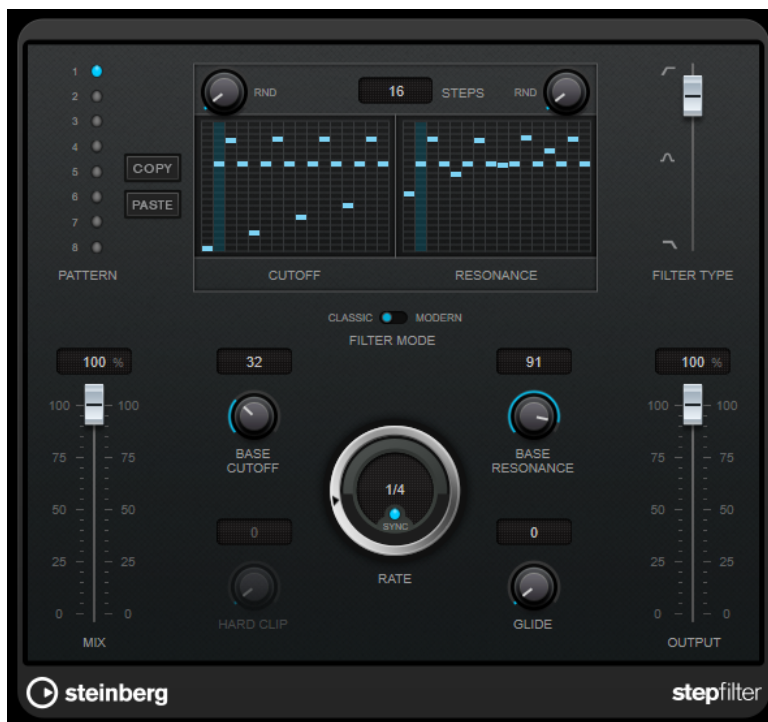 1
2
3
4
5
6
7
8
PATTERN
COPY
PASTE
RND
16 STEPS
RND
CUTOFF
RESONANCE
FILTER TYPE
CLASSIC MODERN
FILTER MODE
100 %
32
91
100 %
100 100
75 75
50 50
25 25
0 0
MIX
BASE
CUTOFF
0
HARD CLIP
1/4
SYNC
RATE
BASE
RESONANCE
0
GLIDE
100 100
75 75
50 50
25 25
0 0
OUTPUT
steinberg
stepfilter